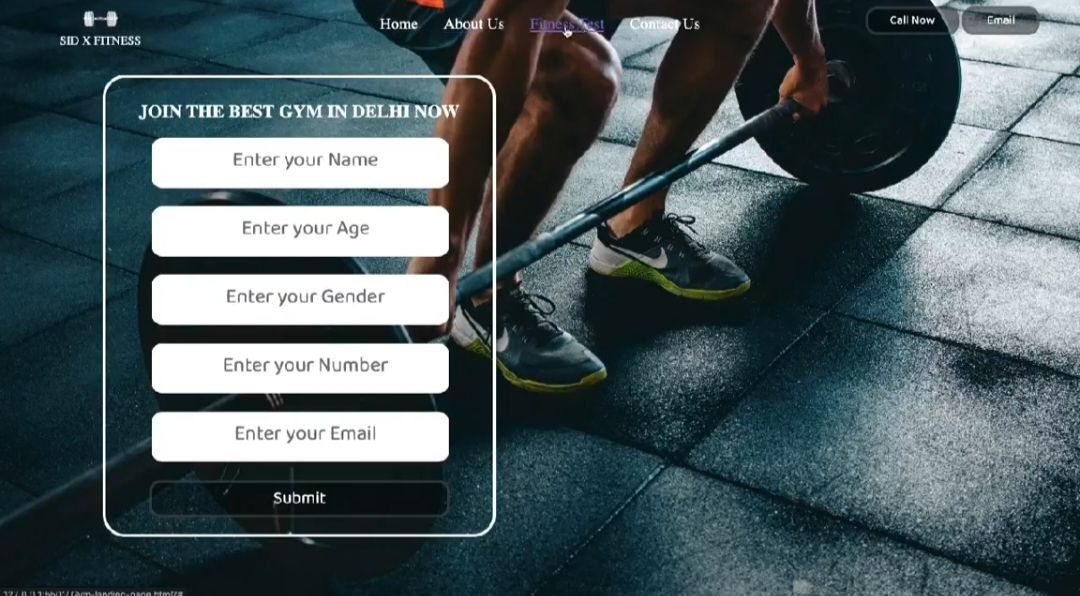 SID X FITNESS
Home About Us Fitness Test Contact Us
Call Now Email
JOIN THE BEST GYM IN DELHI NOW
Enter your Name
Enter your Age
Enter your Gender
Enter your Number
Enter your Email
Submit